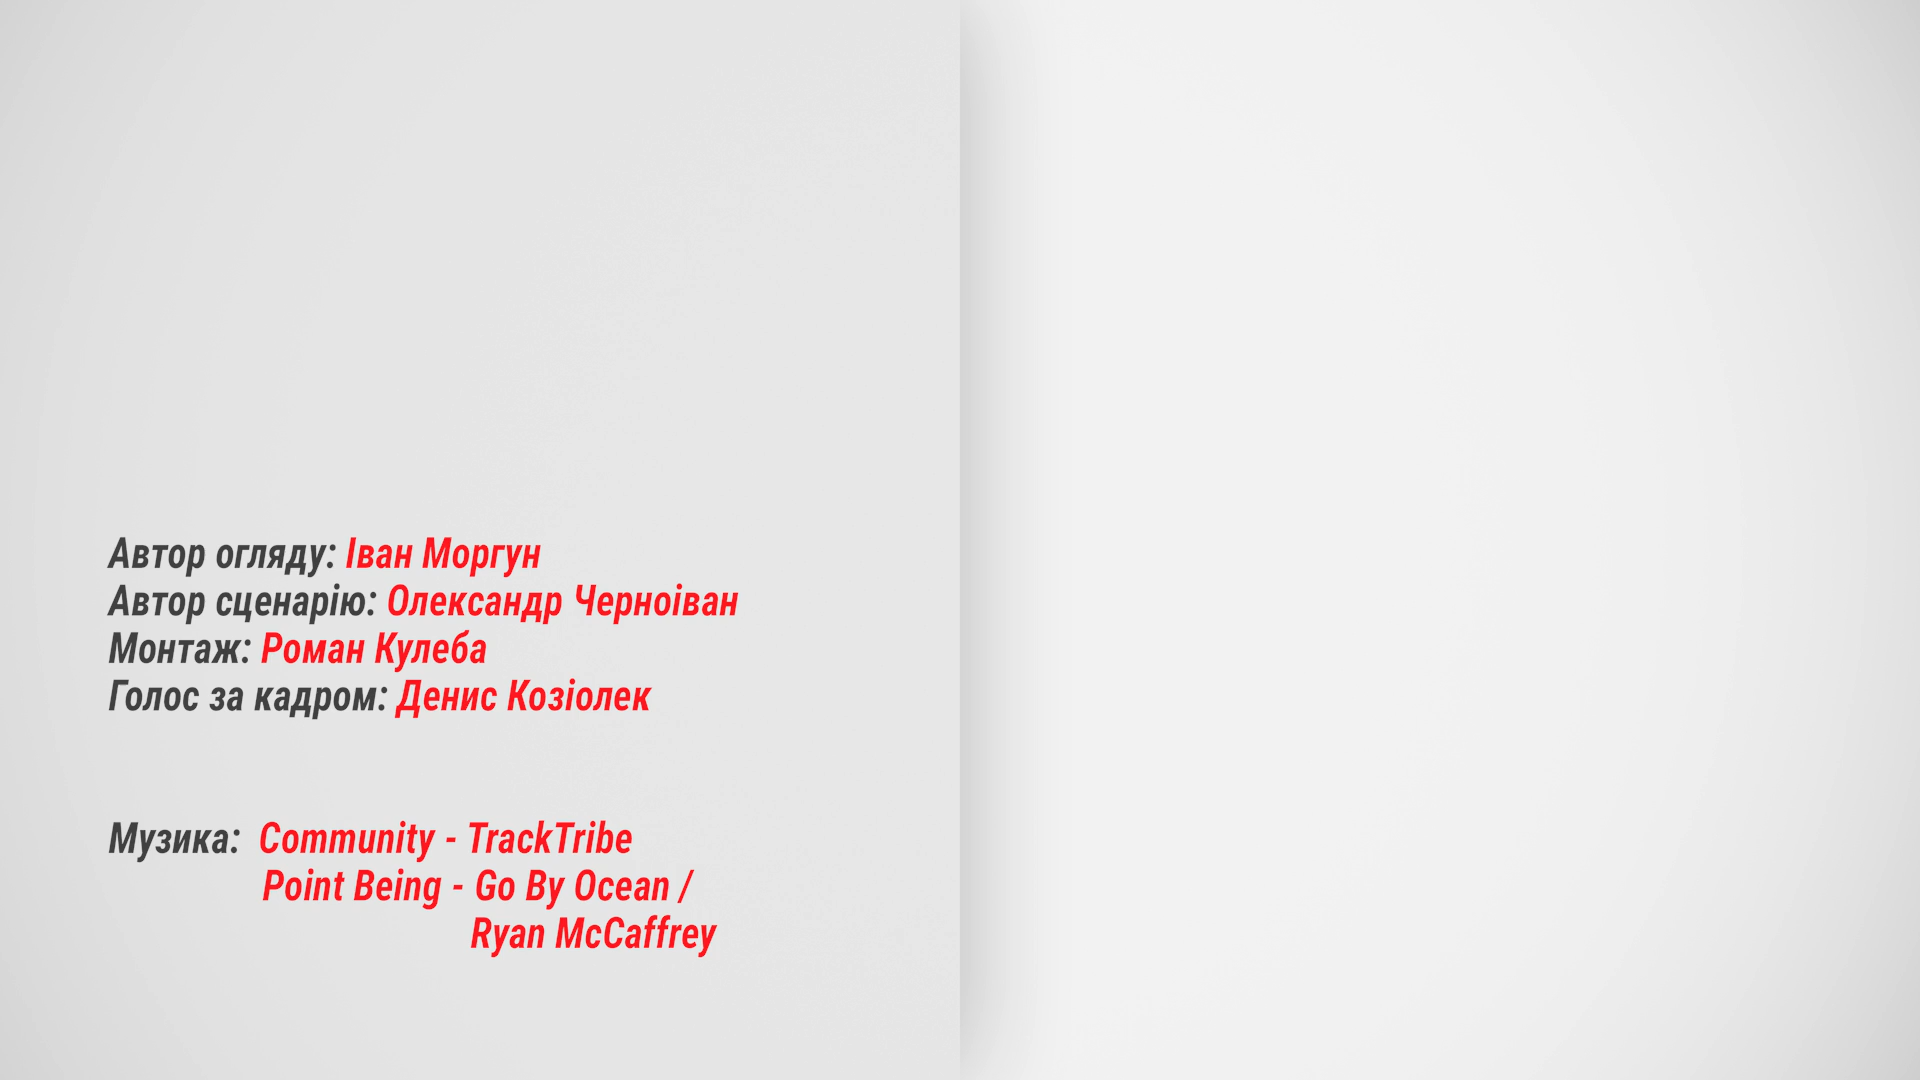 Автор огляду: Іван Моргун
Автор сценарію: Олександр Черноіван
Монтаж: Роман Кулеба
Голос за кадром: Денис Козіолек
Музика: Community - TrackTribe
Point Being - Go By Ocean /
Ryan McCaffrey